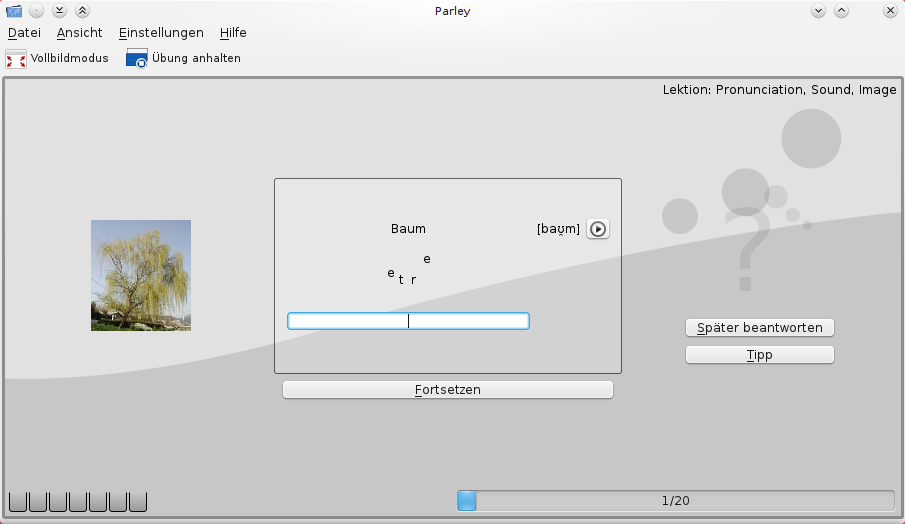 Parley
Datei Ansicht Einstellungen Hilfe
Vollbildmodus Übung anhalten
Lektion: Pronunciation, Sound, Image
Baum [baʊ̯m]
e
e t r
?
Später beantworten
Tipp
Fortsetzen
1/20